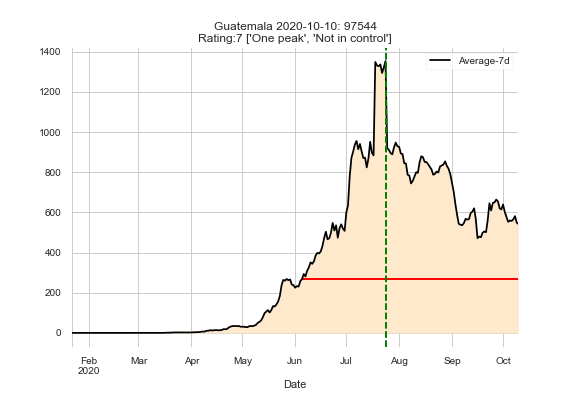 Guatemala 2020-10-10: 97544
Rating:7 ['One peak', 'Not in control']
Average-7d
1400
1200
1000
800
600
400
200
0
Feb Mar Apr May Jun Jul Aug Sep Oct
2020
Date